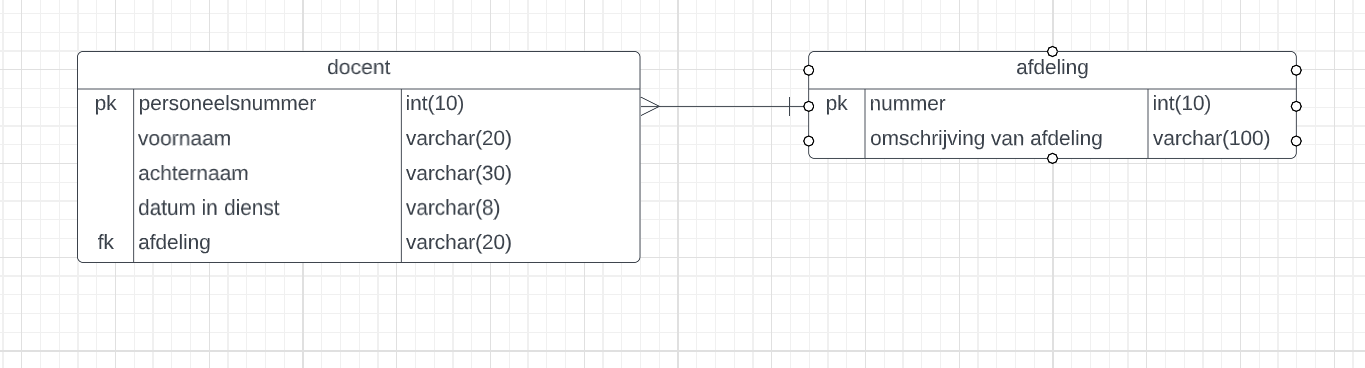 docent
pk personeelsnummer int(10)
voornaam varchar(20)
achternaam varchar(30)
datum in dienst varchar(8)
fk afdeling varchar(20)
afdeling
pk nummer int(10)
omschrijving van afdeling varchar(100)